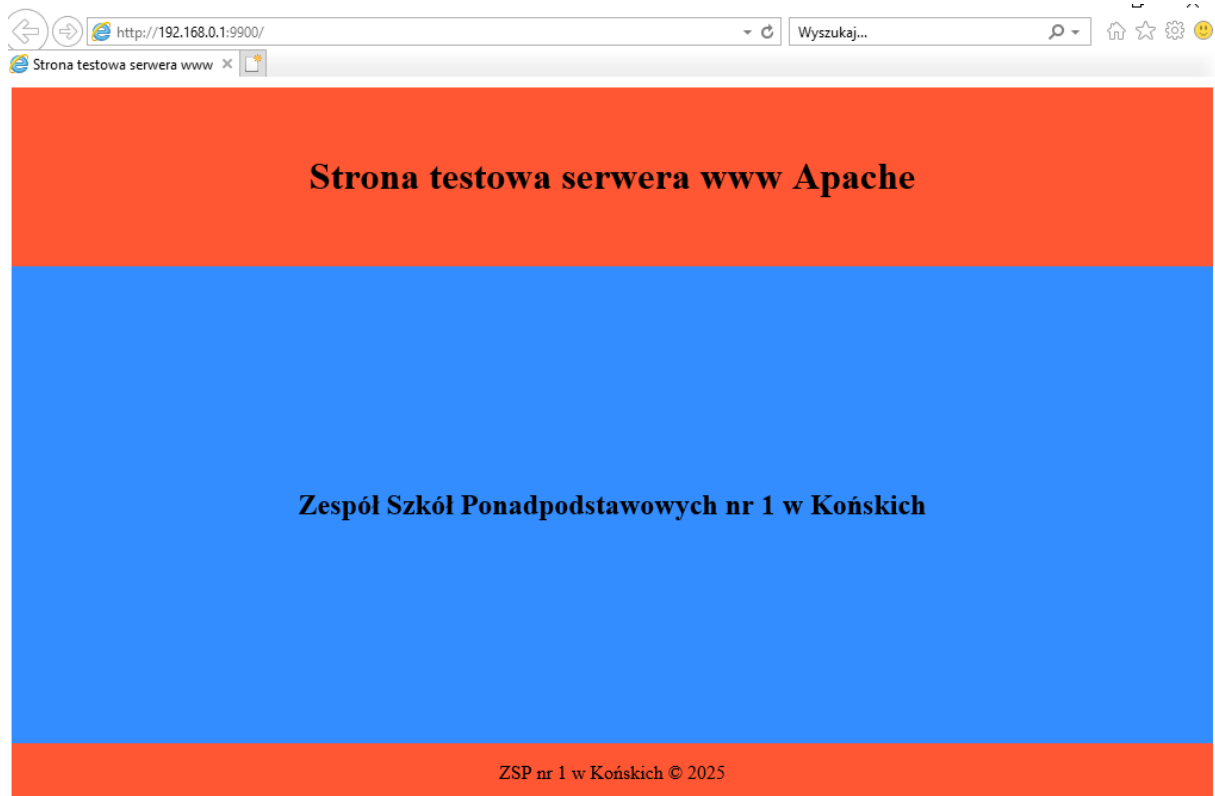 http://192.168.0.1:9900/
Wyszukaj...
Strona testowa serwera www
Strona testowa serwera www Apache
Zespół Szkół Ponadpodstawowych nr 1 w Końskich
ZSP nr 1 w Końskich © 2025